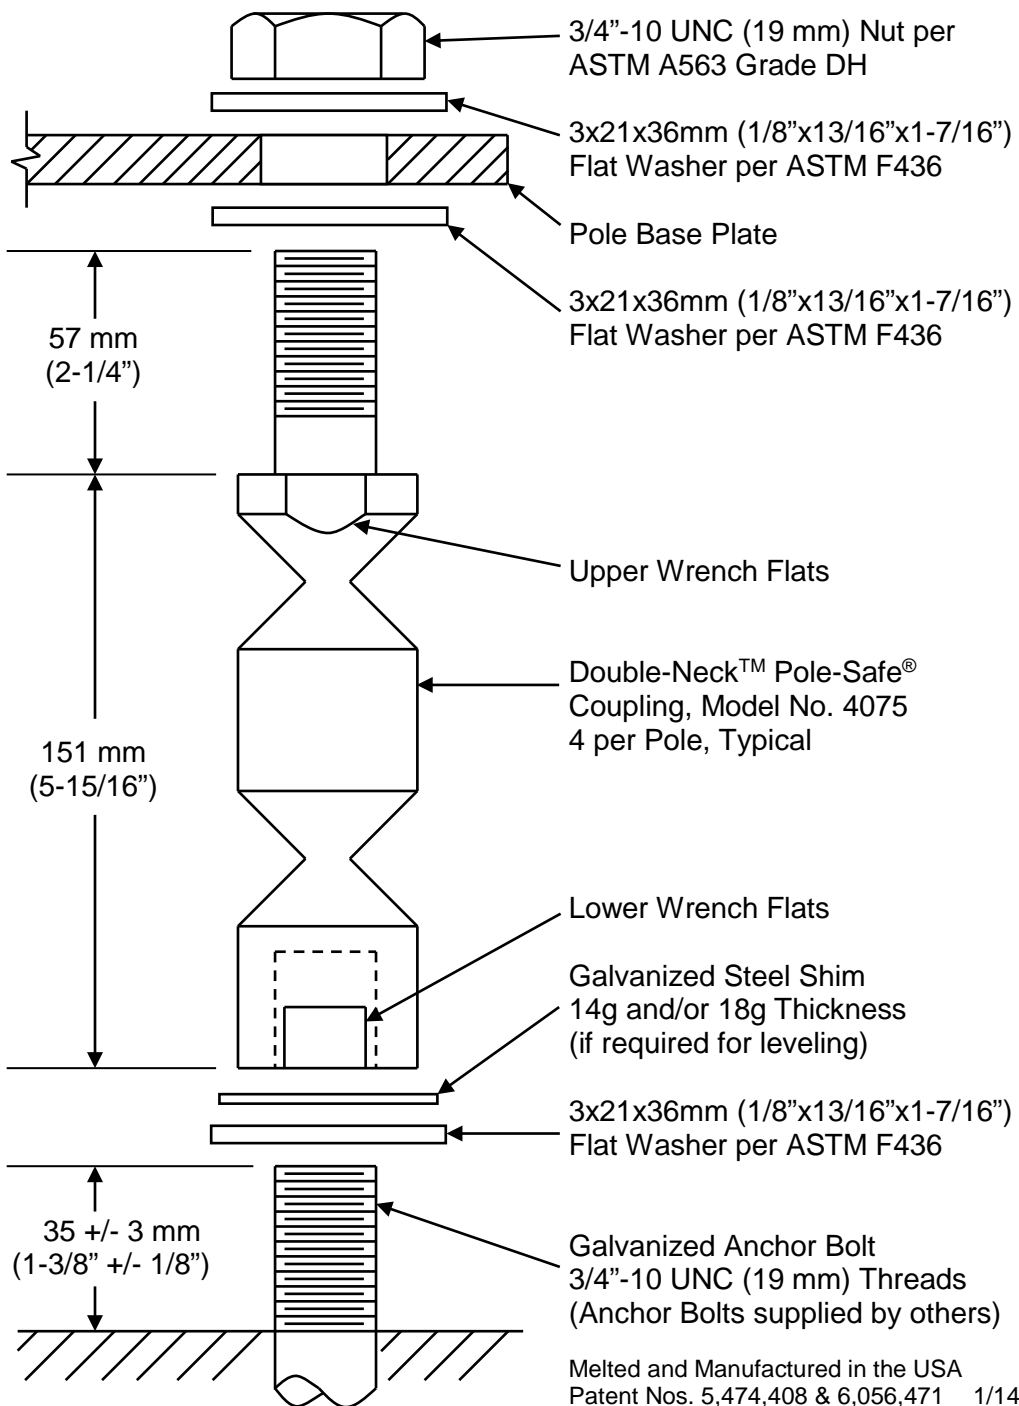 3/4”-10 UNC (19 mm) Nut per
ASTM A563 Grade DH
3x21x36mm (1/8”x13/16”x1-7/16”)
Flat Washer per ASTM F436
Pole Base Plate
3x21x36mm (1/8”x13/16”x1-7/16”)
Flat Washer per ASTM F436
57 mm
(2-1/4”)
Upper Wrench Flats
Double-Neck™ Pole-Safe®
Coupling, Model No. 4075
4 per Pole, Typical
151 mm
(5-15/16”)
Lower Wrench Flats
Galvanized Steel Shim
14g and/or 18g Thickness
(if required for leveling)
3x21x36mm (1/8”x13/16”x1-7/16”)
Flat Washer per ASTM F436
35 +/- 3 mm
(1-3/8” +/- 1/8”)
Galvanized Anchor Bolt
3/4”-10 UNC (19 mm) Threads
(Anchor Bolts supplied by others)
Melted and Manufactured in the USA
Patent Nos. 5,474,408 & 6,056,471 1/14